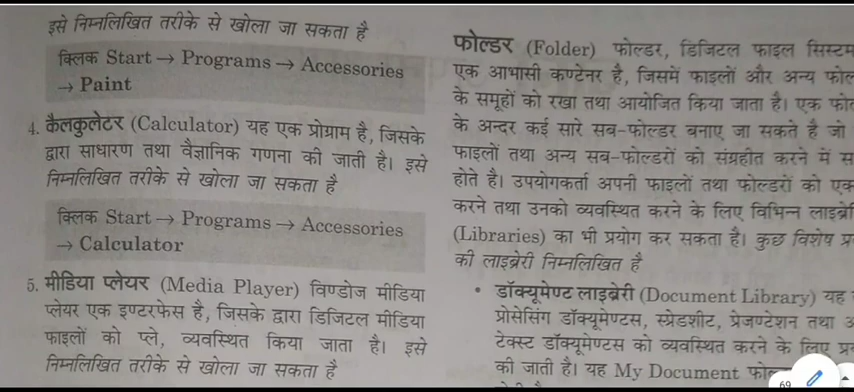 इसे निम्नलिखित तरीके से खोला जा सकता है
क्लिक Start → Programs → Accessories
→ Paint
4. कैलकुलेटर (Calculator) यह एक प्रोग्राम है, जिसके
द्वारा साधारण तथा वैज्ञानिक गणना की जाती है। इसे
निम्नलिखित तरीके से खोला जा सकता है
क्लिक Start → Programs → Accessories
→ Calculator
5. मीडिया प्लेयर (Media Player) विण्डोज मीडिया
प्लेयर एक इण्टरफेस है, जिसके द्वारा डिजिटल मीडिया
फाइलों को प्ले, व्यवस्थित किया जाता है। इसे
निम्नलिखित तरीके से खोला जा सकता है
फोल्डर (Folder) फोल्डर, डिजिटल फाइल सिस्टम
एक आभासी कण्टेनर है, जिसमें फाइलों और अन्य
के समूहों को रखा तथा आयोजित किया जाता है। एक
के अन्दर कई सारे सब-फोल्डर बनाए जा सकते है जो
फाइलों तथा अन्य सब-फोल्डरों को संग्रहीत करने में
होते है। उपयोगकर्ता अपनी फाइलों तथा फोल्डरों को
करने तथा उनको व्यवस्थित करने के लिए विभिन्न
(Libraries) का भी प्रयोग कर सकता है। कुछ विशेष
की लाइब्रेरी निम्नलिखित है
• डॉक्यूमेण्ट लाइब्रेरी (Document Library) यह
प्रोसेसिंग डॉक्यूमेण्टस, स्प्रेडशीट, प्रेजण्टेशन तथा
टेक्स्ट डॉक्यूमेण्टस को व्यवस्थित करने के लिए
की जाती है। यह My Document
69